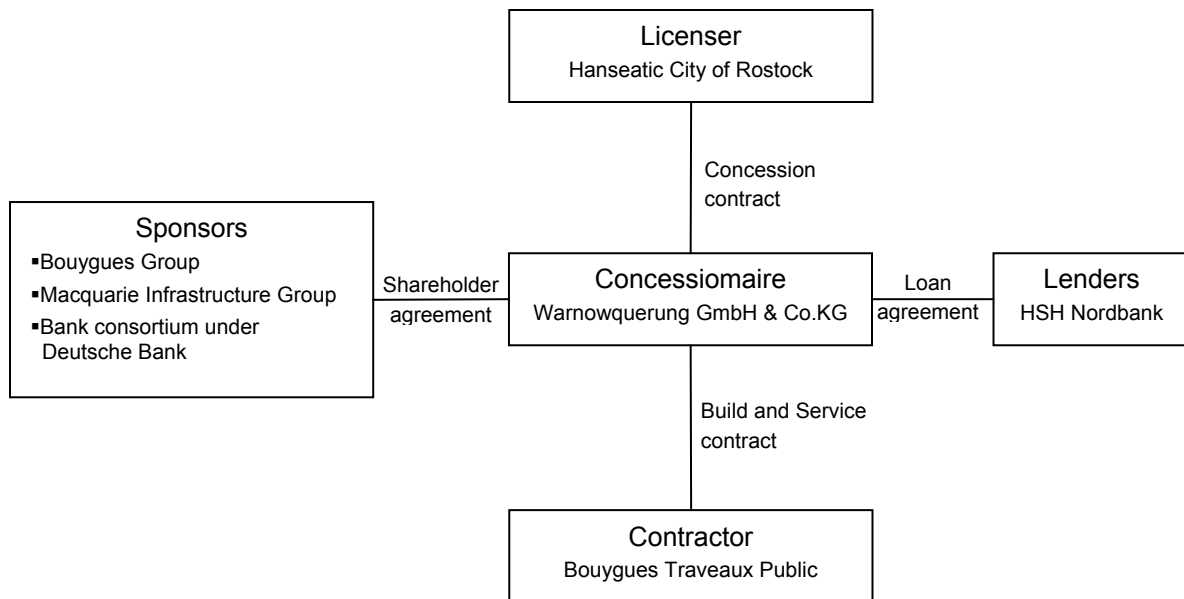 Licenser
Hanseatic City of Rostock
Concession
contract
Sponsors
▪Bouygues Group
▪Macquarie Infrastructure Group
▪Bank consortium under
Deutsche Bank
Shareholder
agreement
Concessiomaire
Warnowquerung GmbH & Co.KG
Loan
agreement
Lenders
HSH Nordbank
Build and Service
contract
Contractor
Bouygues Traveaux Public